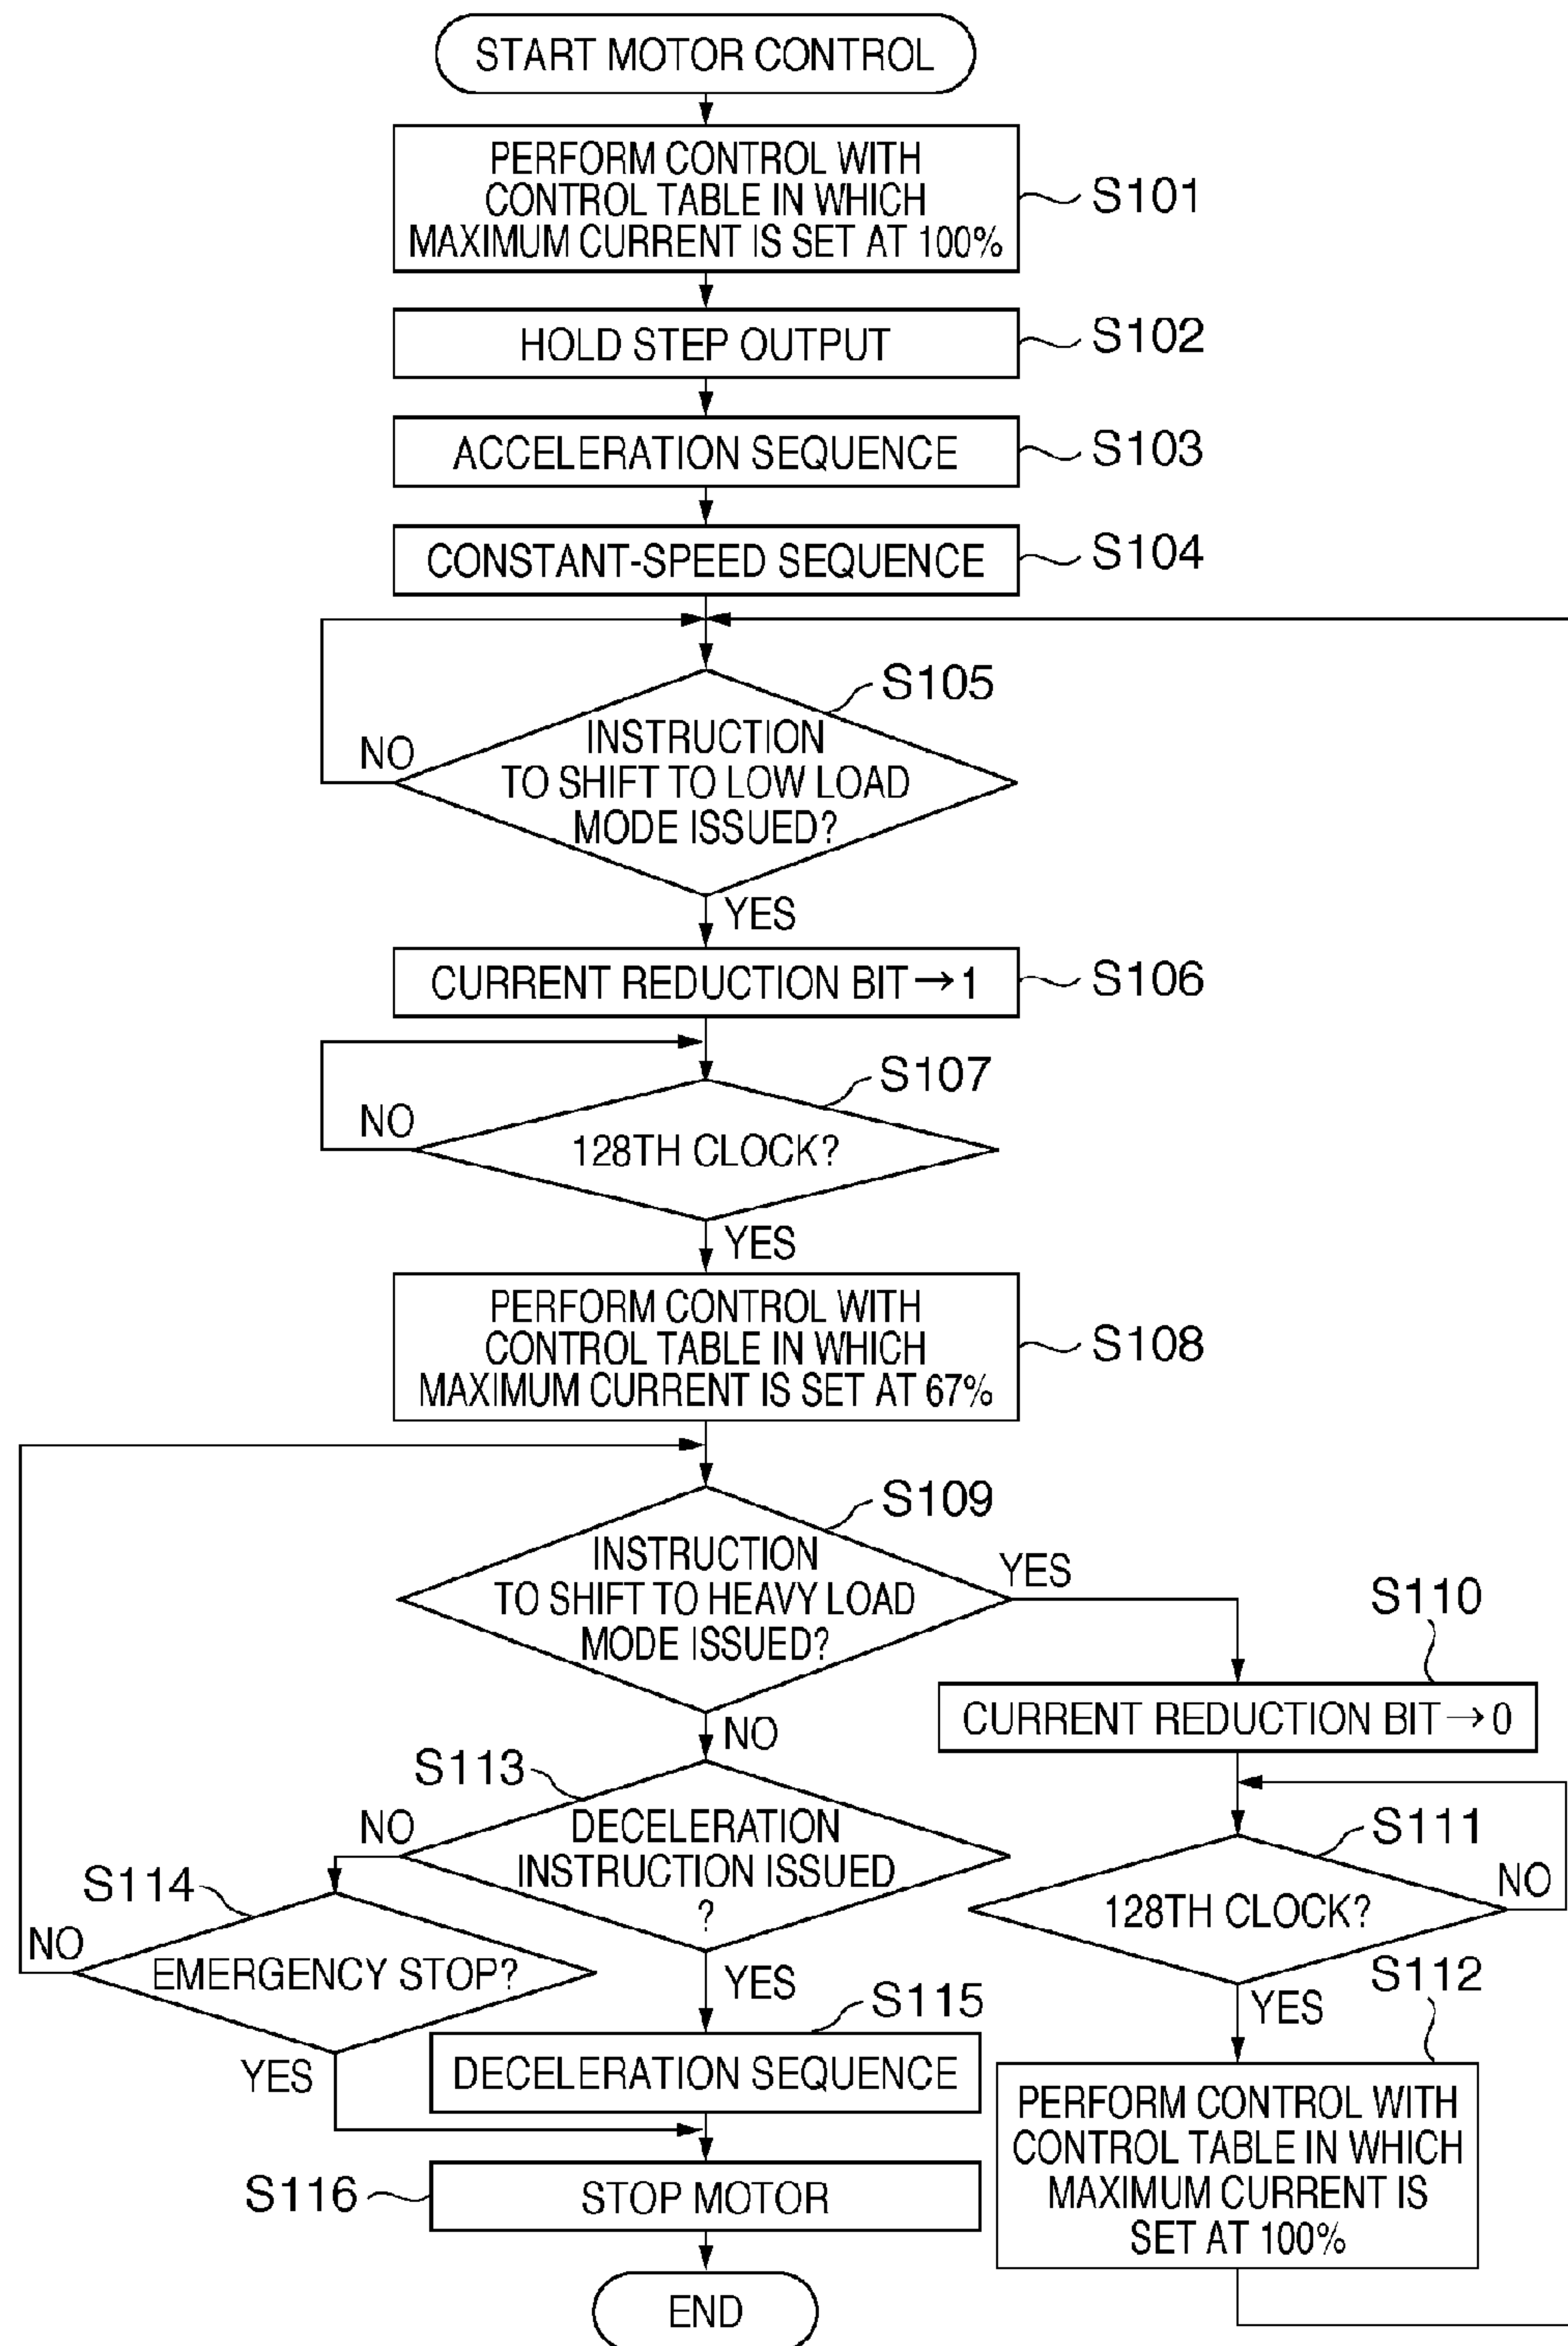 START MOTOR CONTROL
PERFORM CONTROL WITH
CONTROL TABLE IN WHICH
MAXIMUM CURRENT IS SET AT 100%
S101
HOLD STEP OUTPUT
S102
ACCELERATION SEQUENCE
S103
CONSTANT-SPEED SEQUENCE
S104
S105
INSTRUCTION
TO SHIFT TO LOW LOAD
MODE ISSUED?
NO
YES
CURRENT REDUCTION BIT→1
S106
S107
128TH CLOCK?
NO
YES
PERFORM CONTROL WITH
CONTROL TABLE IN WHICH
MAXIMUM CURRENT IS SET AT 67%
S108
S109
INSTRUCTION
TO SHIFT TO HEAVY LOAD
MODE ISSUED?
YES
NO
S110
CURRENT REDUCTION BIT→0
S111
128TH CLOCK?
NO
YES
S112
PERFORM CONTROL WITH
CONTROL TABLE IN WHICH
MAXIMUM CURRENT IS
SET AT 100%
S113
DECELERATION
INSTRUCTION ISSUED
?
NO
YES
S114
EMERGENCY STOP?
NO
YES
S115
DECELERATION SEQUENCE
S116
STOP MOTOR
END